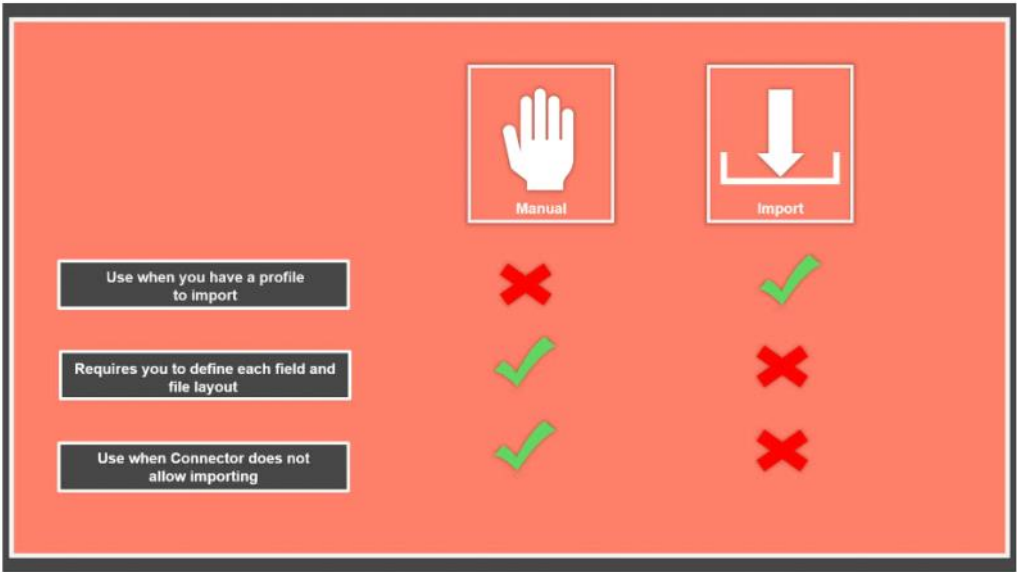 Manual
Import
Use when you have a profile
to import
Requires you to define each field and
file layout
Use when Connector does not
allow importing